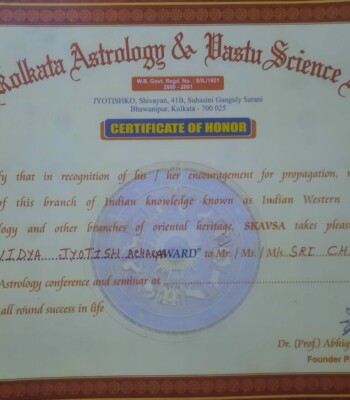 Kolkata Astrology & Vastu Science
W.B. Govt. Regd. No. S/IL/1921
2000 - 2001
JYOTISHKO, Shivayan, 41B, Suhasini Ganguly Sarani
Bhawanipur, Kolkata - 700 025
CERTIFICATE OF HONOR
fy that in recognition of his / her encouragement for propagation,
of this branch of Indian knowledge known as Indian Western
logy and other branches of oriental heritage, SKAVSA takes pleas
VIDYA JYOTISH ACHARYA AWARD" to Mr. / Ms. / M/s. SRI CH
Astrology conference and seminar at
all round success in life
Dr. (Prof.) Abhig
Founder P